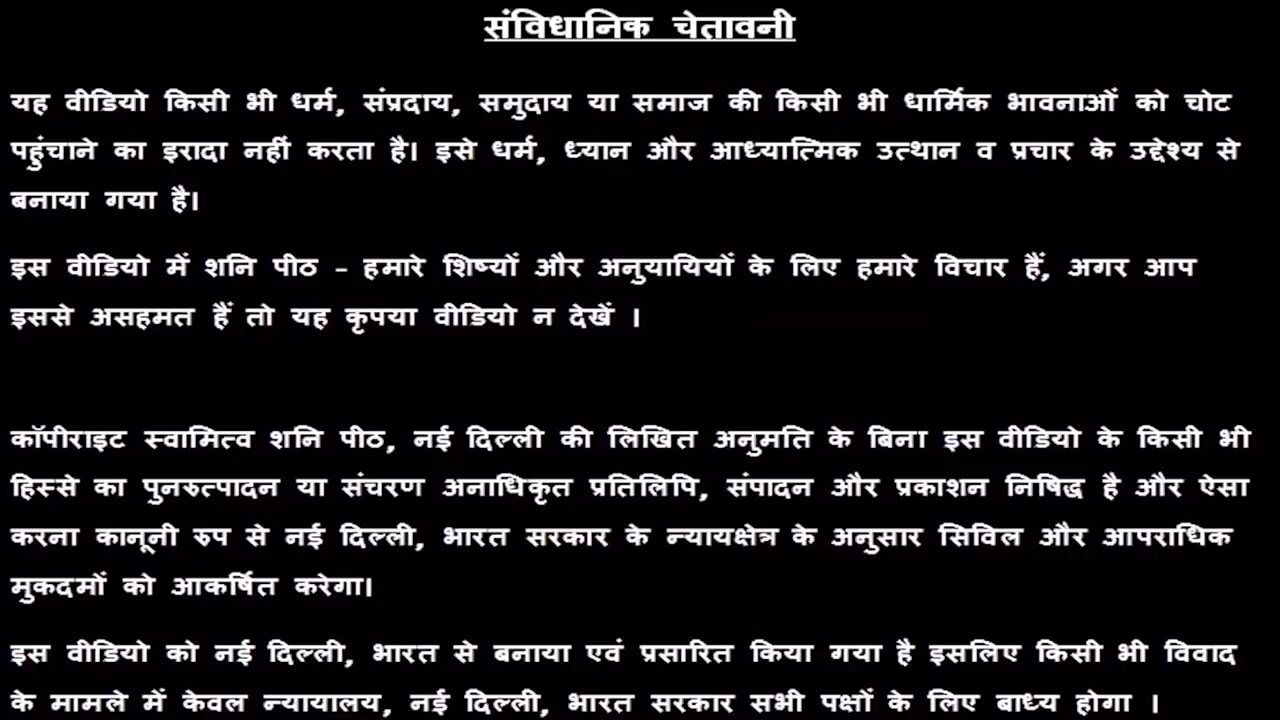 संविधानिक चेतावनी
यह वीडियो किसी भी धर्म, संप्रदाय, समुदाय या समाज की किसी भी धार्मिक भावनाओं को चोट
पहुंचाने का इरादा नहीं करता है। इसे धर्म, ध्यान और आध्यात्मिक उत्थान व प्रचार के उद्देश्य से
बनाया गया है।
इस वीडियो में शनि पीठ – हमारे शिष्यों और अनुयायियों के लिए हमारे विचार हैं, अगर आप
इससे असहमत हैं तो यह कृपया वीडियो न देखें ।
कॉपीराइट स्वामित्व शनि पीठ, नई दिल्ली की लिखित अनुमति के बिना इस वीडियो के किसी भी
हिस्से का पुनरुत्पादन या संचरण अनाधिकृत प्रतिलिपि, संपादन और प्रकाशन निषिद्ध है और ऐसा
करना कानूनी रुप से नई दिल्ली, भारत सरकार के न्यायक्षेत्र के अनुसार सिविल और आपराधिक
मुकदमों को आकर्षित करेगा।
इस वीडियो को नई दिल्ली, भारत से बनाया एवं प्रसारित किया गया है इसलिए किसी भी विवाद
के मामले में केवल न्यायालय, नई दिल्ली, भारत सरकार सभी पक्षों के लिए बाध्य होगा ।